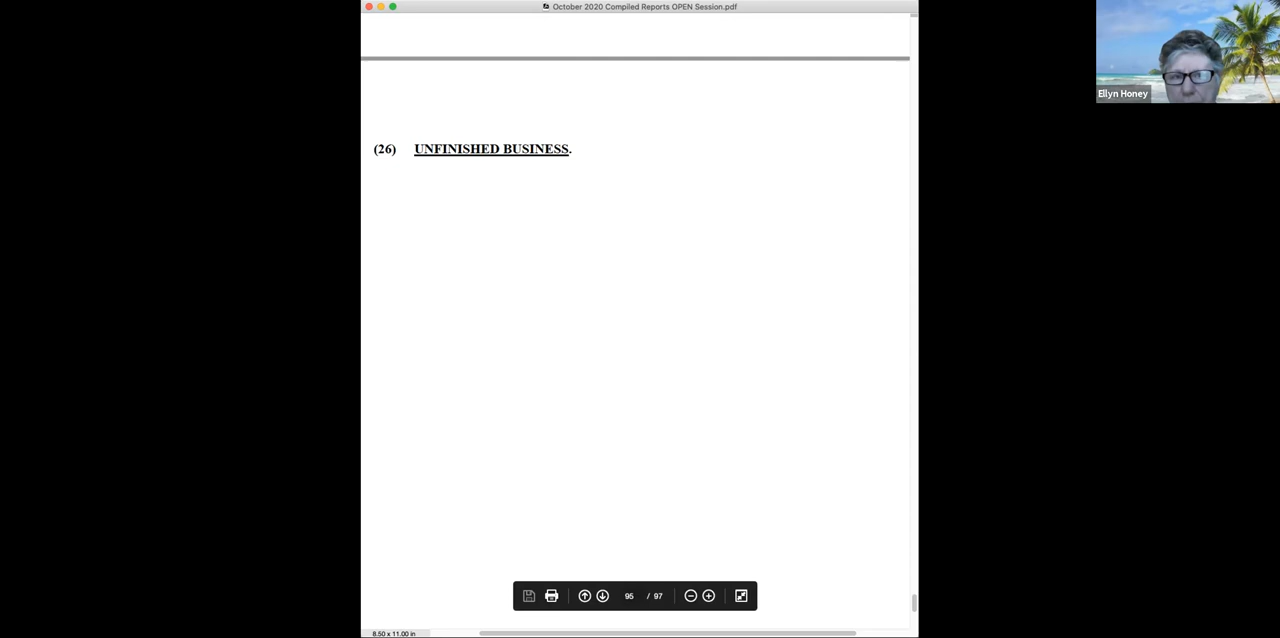 October 2020 Compiled Reports OPEN Session.pdf
Ellyn Honey
(26) UNFINISHED BUSINESS.
95 / 97
8.50 x 11.00 in